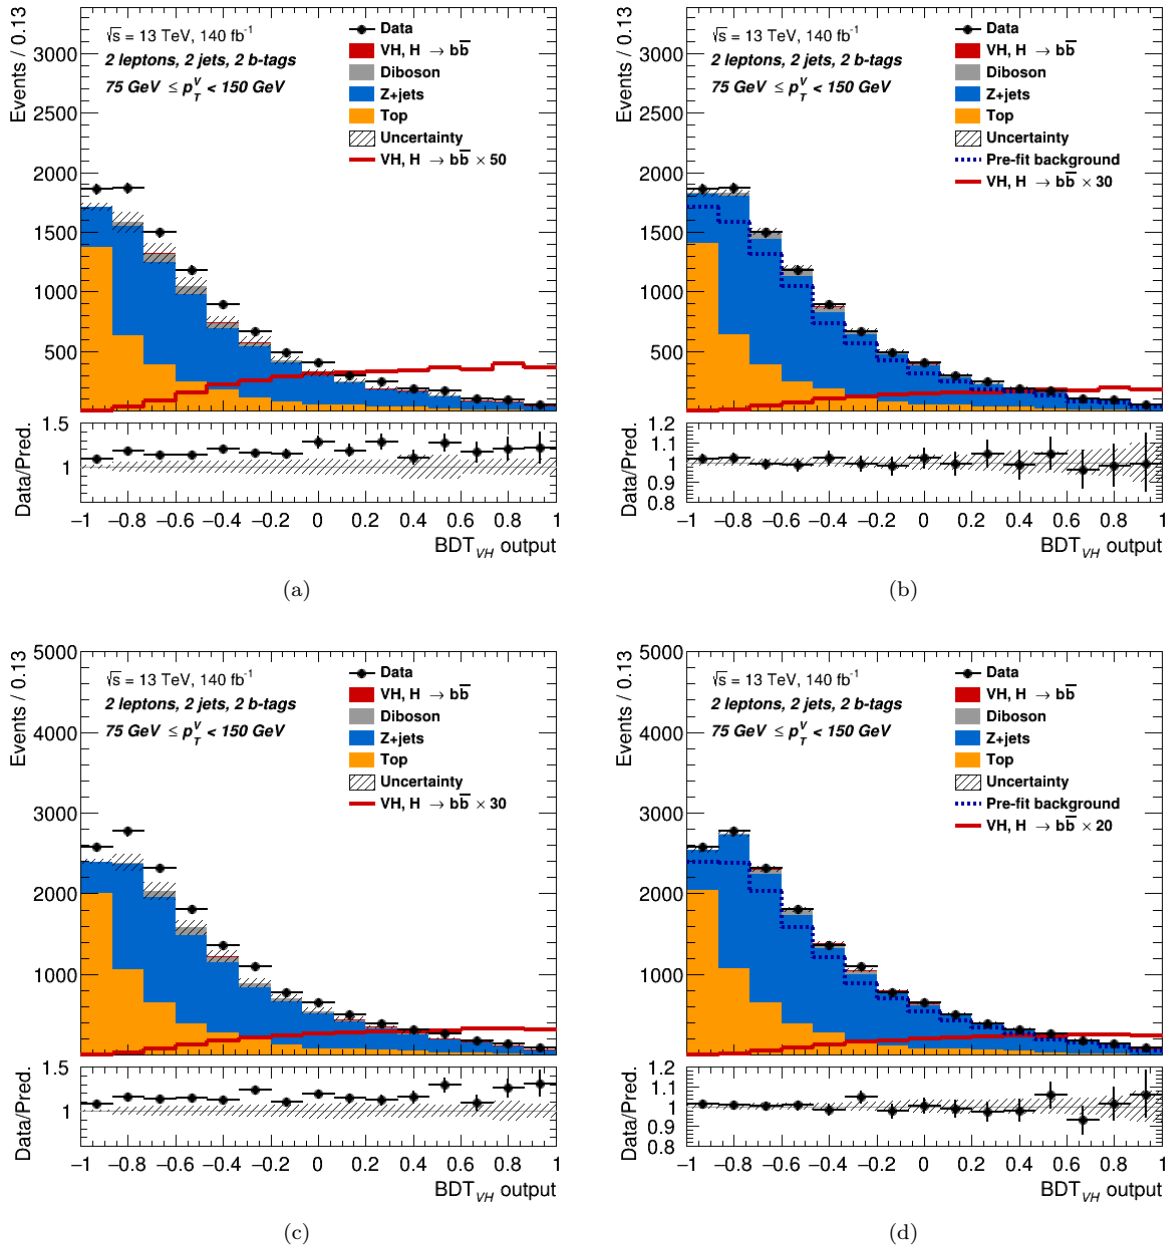 Events / 0.13
3000
2500
2000
1500
1000
500
√s = 13 TeV, 140 fb⁻¹
2 leptons, 2 jets, 2 b-tags
75 GeV ≤ p_T^V < 150 GeV
Data
VH, H → bb̅
Diboson
Z+jets
Top
Uncertainty
VH, H → bb̅ × 50
Data/Pred.
1.5
1
−1 −0.8 −0.6 −0.4 −0.2 0 0.2 0.4 0.6 0.8 1
BDT_VH output
(a)
Events / 0.13
3000
2500
2000
1500
1000
500
√s = 13 TeV, 140 fb⁻¹
2 leptons, 2 jets, 2 b-tags
75 GeV ≤ p_T^V < 150 GeV
Data
VH, H → bb̅
Diboson
Z+jets
Top
Uncertainty
Pre-fit background
VH, H → bb̅ × 30
Data/Pred.
1.2
1.1
1
0.9
0.8
−1 −0.8 −0.6 −0.4 −0.2 0 0.2 0.4 0.6 0.8 1
BDT_VH output
(b)
Events / 0.13
5000
4000
3000
2000
1000
√s = 13 TeV, 140 fb⁻¹
2 leptons, 2 jets, 2 b-tags
75 GeV ≤ p_T^V < 150 GeV
Data
VH, H → bb̅
Diboson
Z+jets
Top
Uncertainty
VH, H → bb̅ × 30
Data/Pred.
1.5
1
−1 −0.8 −0.6 −0.4 −0.2 0 0.2 0.4 0.6 0.8 1
BDT_VH output
(c)
Events / 0.13
5000
4000
3000
2000
1000
√s = 13 TeV, 140 fb⁻¹
2 leptons, 2 jets, 2 b-tags
75 GeV ≤ p_T^V < 150 GeV
Data
VH, H → bb̅
Diboson
Z+jets
Top
Uncertainty
Pre-fit background
VH, H → bb̅ × 20
Data/Pred.
1.2
1.1
1
0.9
0.8
−1 −0.8 −0.6 −0.4 −0.2 0 0.2 0.4 0.6 0.8 1
BDT_VH output
(d)